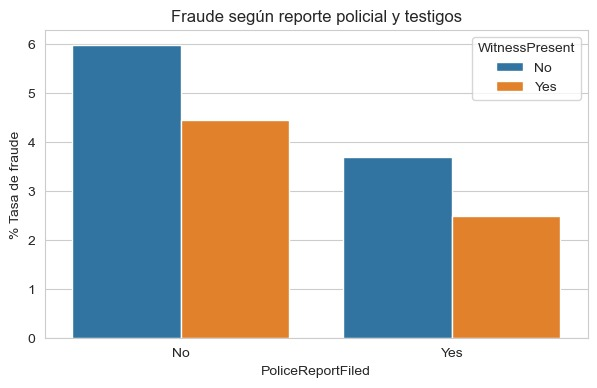 Fraude según reporte policial y testigos
WitnessPresent
No
Yes
% Tasa de fraude
6
5
4
3
2
1
0
No Yes
PoliceReportFiled